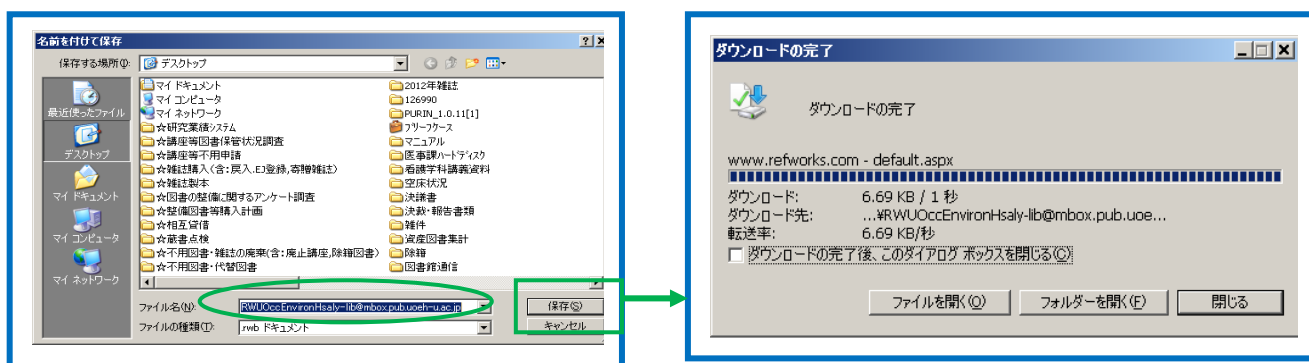 名前を付けて保存
保存する場所(I):
デスクトップ
最近使ったファイル
デスクトップ
マイ ドキュメント
マイ コンピュータ
マイ ネットワーク
マイ ドキュメント
マイ コンピュータ
マイ ネットワーク
☆研究業績システム
☆講座等図書保管状況調査
☆講座等不用申請
☆雑誌購入(含:戻入.EJ登録,寄贈雑誌)
☆雑誌製本
☆図書の整備に関するアンケート調査
☆整備図書等購入計画
☆相互貸借
☆蔵書点検
☆不用図書・雑誌の廃棄(含:廃止講座,除籍図書)
☆不用図書・代替図書
2012年雑誌
126990
PURIN_1.0.11[1]
ブリーフケース
マニュアル
医事課ハードディスク
看護学科講義資料
空床状況
決議書
決裁・報告書類
雑件
資産図書集計
除籍
図書館通信
ファイル名(N):
RWUOccEnvironHsaly-lib@mbox.pub.uoeh-u.ac.jp
保存(S)
ファイルの種類(T):
.rwb ドキュメント
キャンセル
ダウンロードの完了
ダウンロードの完了
www.refworks.com - default.aspx
ダウンロード: 6.69 KB / 1 秒
ダウンロード先: ...¥RWUOccEnvironHsaly-lib@mbox.pub.uoe...
転送率: 6.69 KB/秒
ダウンロードの完了後、このダイアログ ボックスを閉じる(C)
ファイルを開く(O)
フォルダーを開く(F)
閉じる